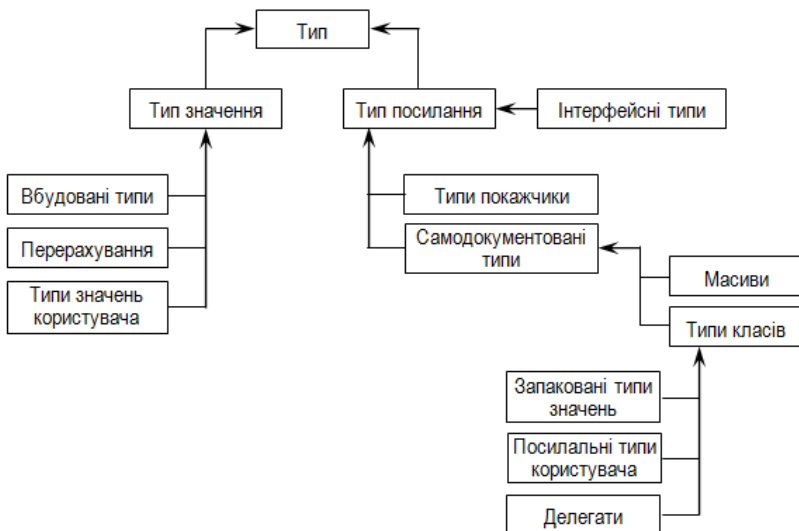 Тип
Тип значення
Тип посилання
Інтерфейсні типи
Вбудовані типи
Типи покажчики
Перерахування
Самодокументовані
типи
Типи значень
користувача
Масиви
Типи класів
Запаковані типи
значень
Посилальні типи
користувача
Делегати